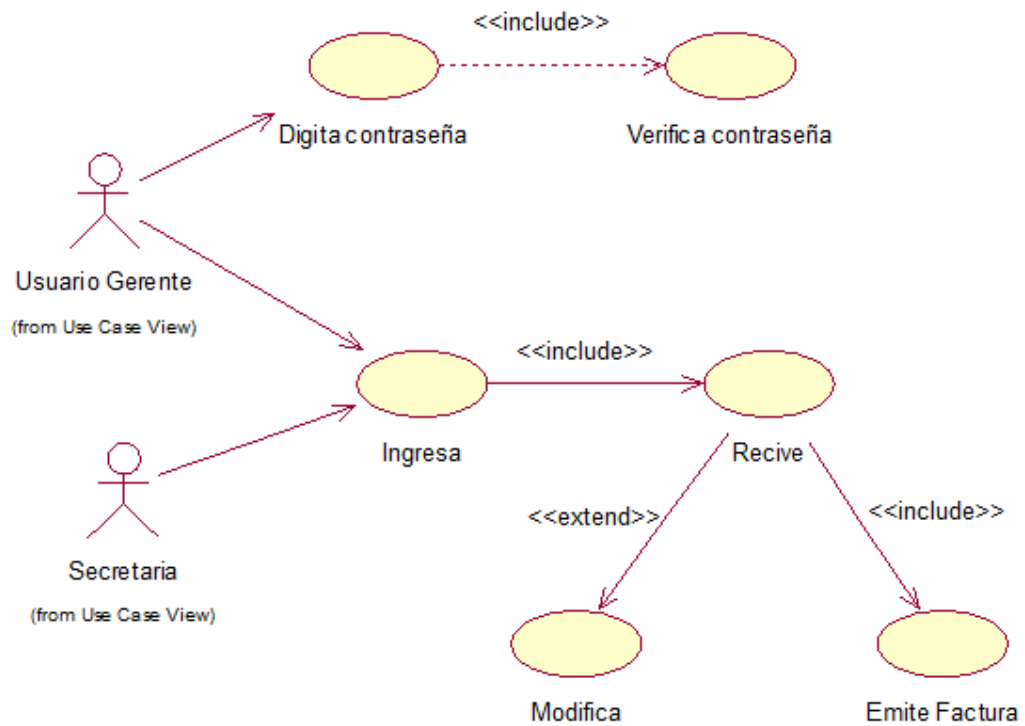 <<include>>
Digita contraseña
Verifica contraseña
Usuario Gerente
(from Use Case View)
<<include>>
Ingresa
Recive
<<extend>>
<<include>>
Secretaria
(from Use Case View)
Modifica
Emite Factura